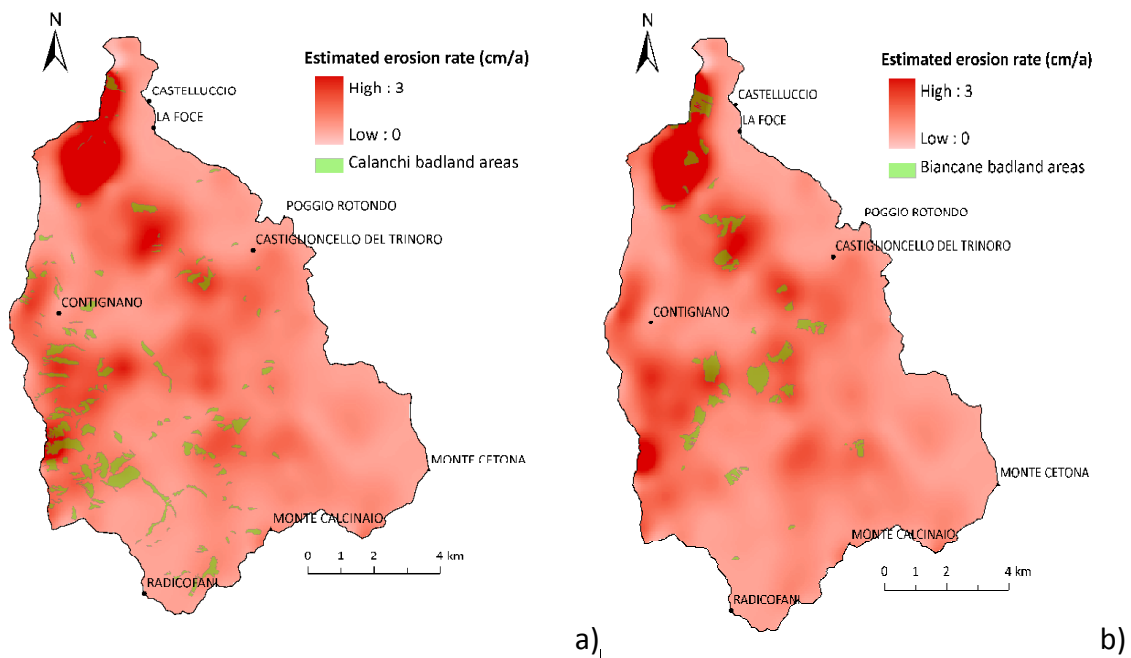 N
Estimated erosion rate (cm/a)
High : 3
Low : 0
Calanchi badland areas
CASTELLUCCIO
LA FOCE
POGGIO ROTONDO
CASTIGLIONCELLO DEL TRINORO
CONTIGNANO
MONTE CETONA
MONTE CALCINAIO
RADICOFANI
0 1 2 4 km
a)
N
Estimated erosion rate (cm/a)
High : 3
Low : 0
Biancane badland areas
CASTELLUCCIO
LA FOCE
POGGIO ROTONDO
CASTIGLIONCELLO DEL TRINORO
CONTIGNANO
MONTE CETONA
MONTE CALCINAIO
RADICOFANI
0 1 2 4 km
b)